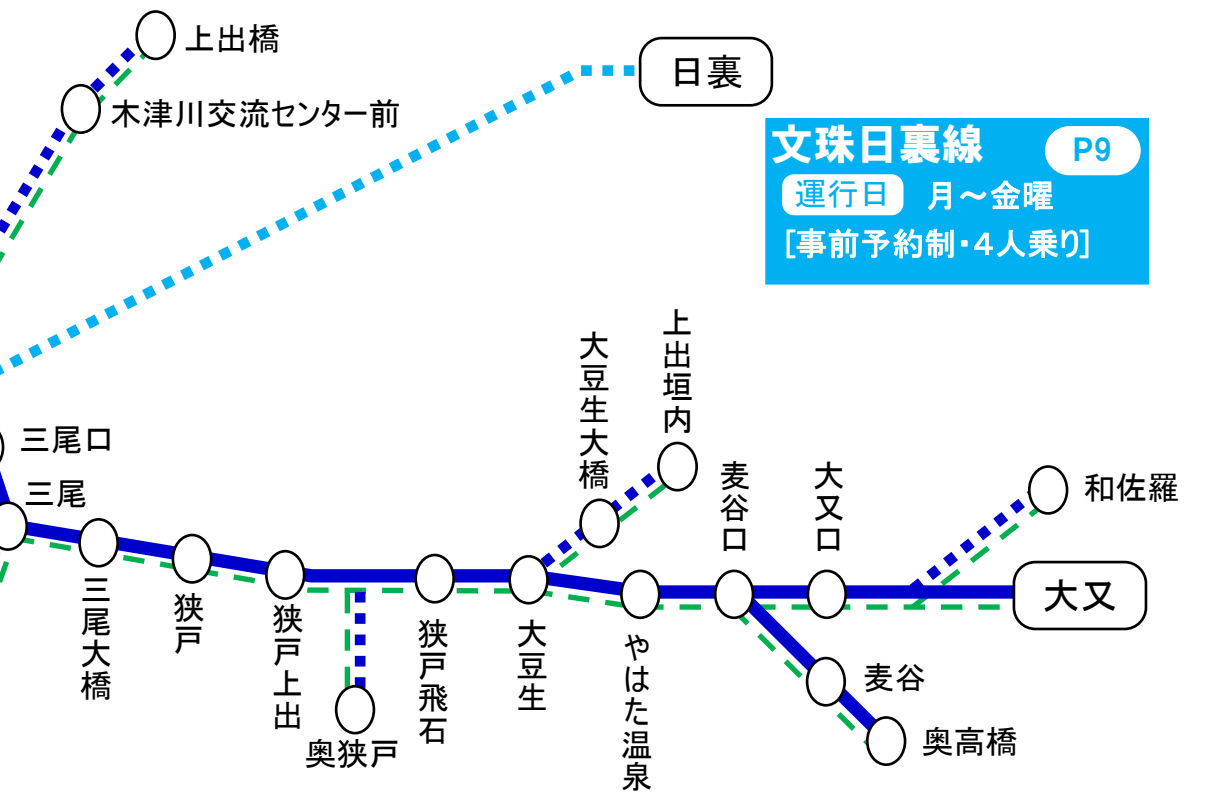 上出橋
木津川交流センター前
日裏
文珠日裏線
P9
運行日 月～金曜
[事前予約制･４人乗り]
大豆生大橋
上出垣内
三尾口
三尾
麦谷口
大又口
和佐羅
大又
三尾大橋
狭戸
狭戸上出
奥狭戸
狭戸飛石
大豆生
やはた温泉
麦谷
奥高橋